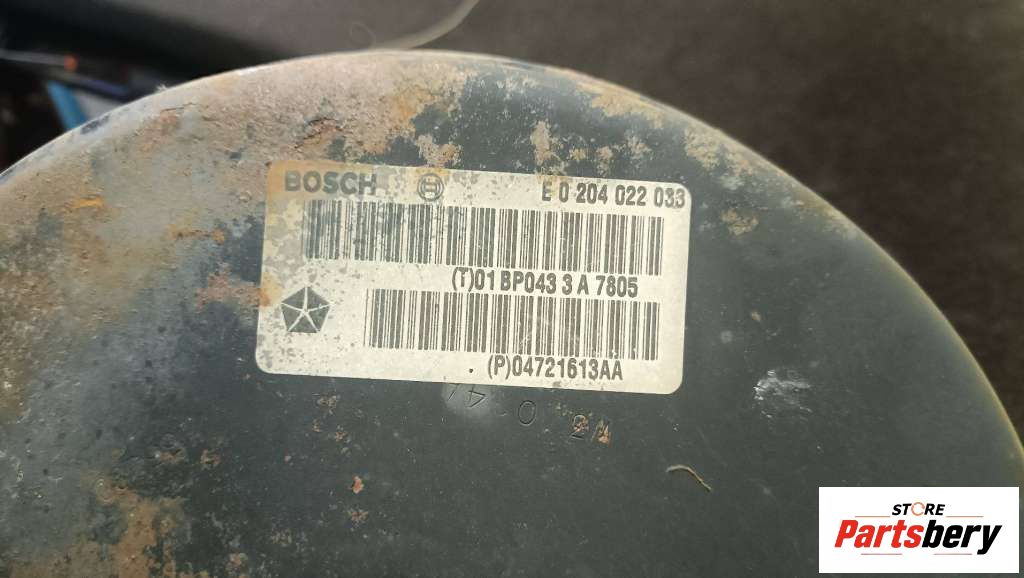 BOSCH E 0 204 022 033
(T)01 BP043 3 A 7805
(P)04721613AA
STORE
Partsbery